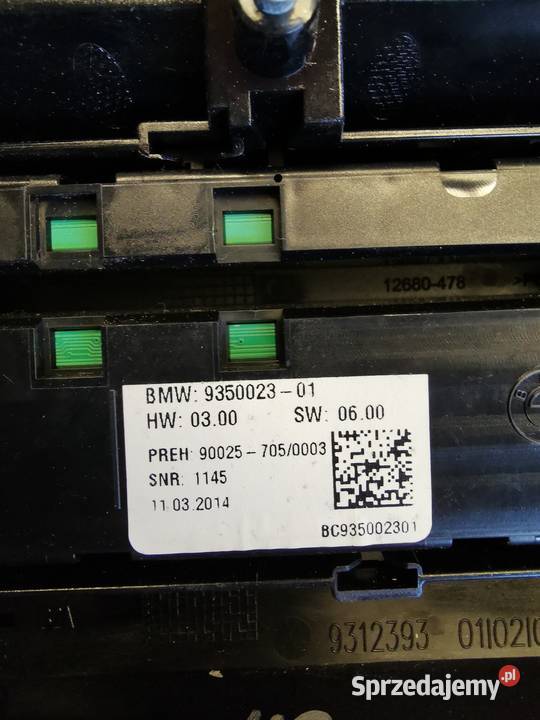 12680-478
BMW: 9350023-01
HW: 03.00 SW: 06.00
PREH: 90025-705/0003
SNR: 1145
11.03.2014
BC935002301
9312393
Sprzedajemy.pl